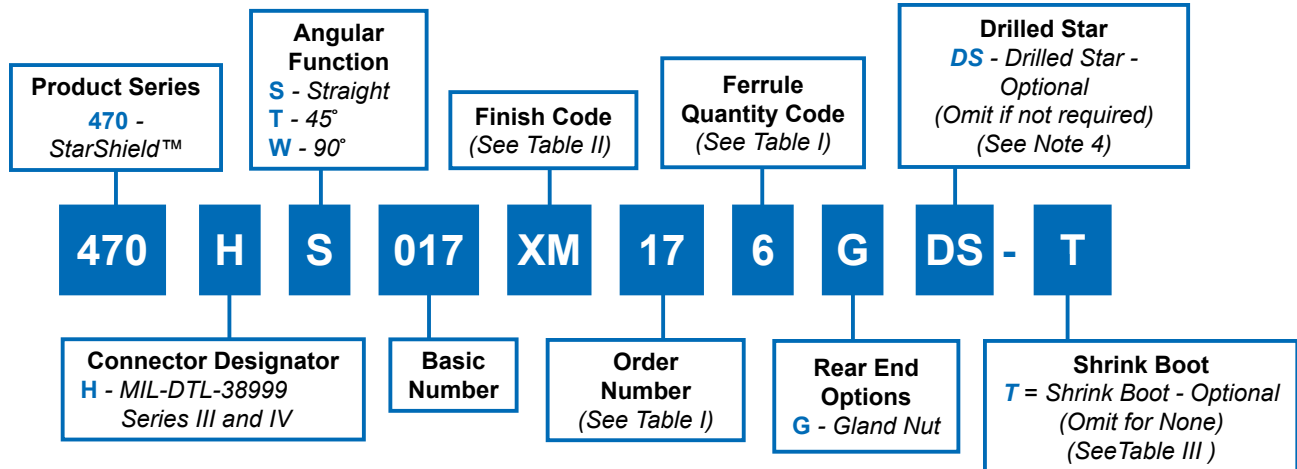 Product Series
470 -
StarShield™
Angular
Function
S - Straight
T - 45°
W - 90°
Finish Code
(See Table II)
Ferrule
Quantity Code
(See Table I)
Drilled Star
DS - Drilled Star -
Optional
(Omit if not required)
(See Note 4)
470 H S 017 XM 17 6 G DS - T
Connector Designator
H - MIL-DTL-38999
Series III and IV
Basic
Number
Order
Number
(See Table I)
Rear End
Options
G - Gland Nut
Shrink Boot
T = Shrink Boot - Optional
(Omit for None)
(SeeTable III )